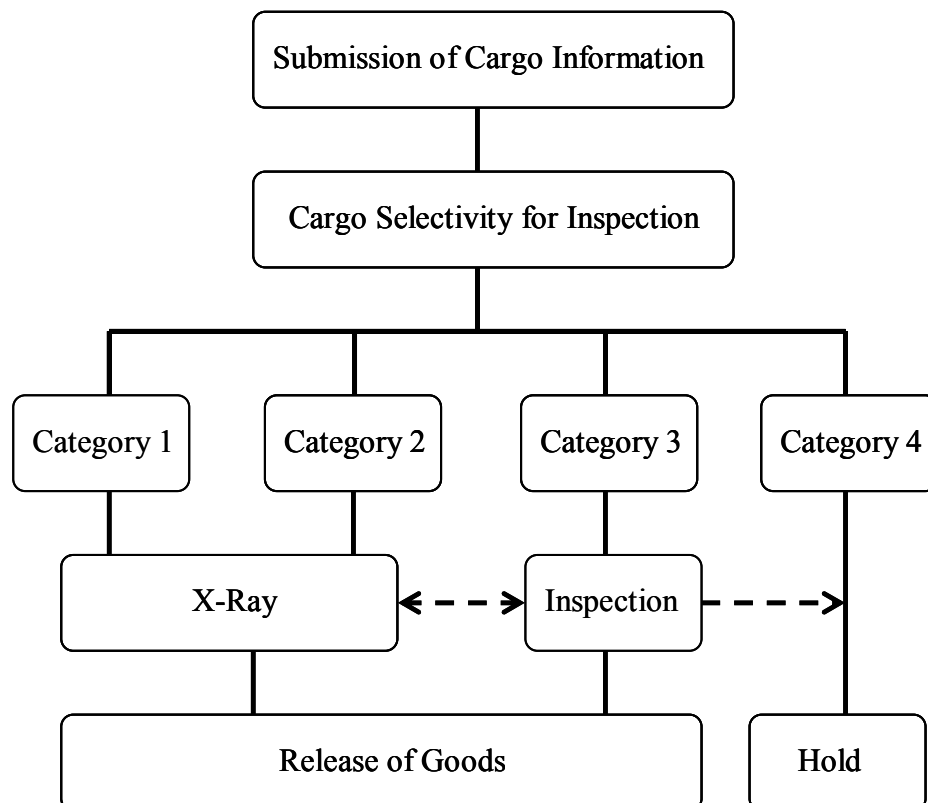 Submission of Cargo Information
Cargo Selectivity for Inspection
Category 1
Category 2
Category 3
Category 4
X-Ray
Inspection
Release of Goods
Hold